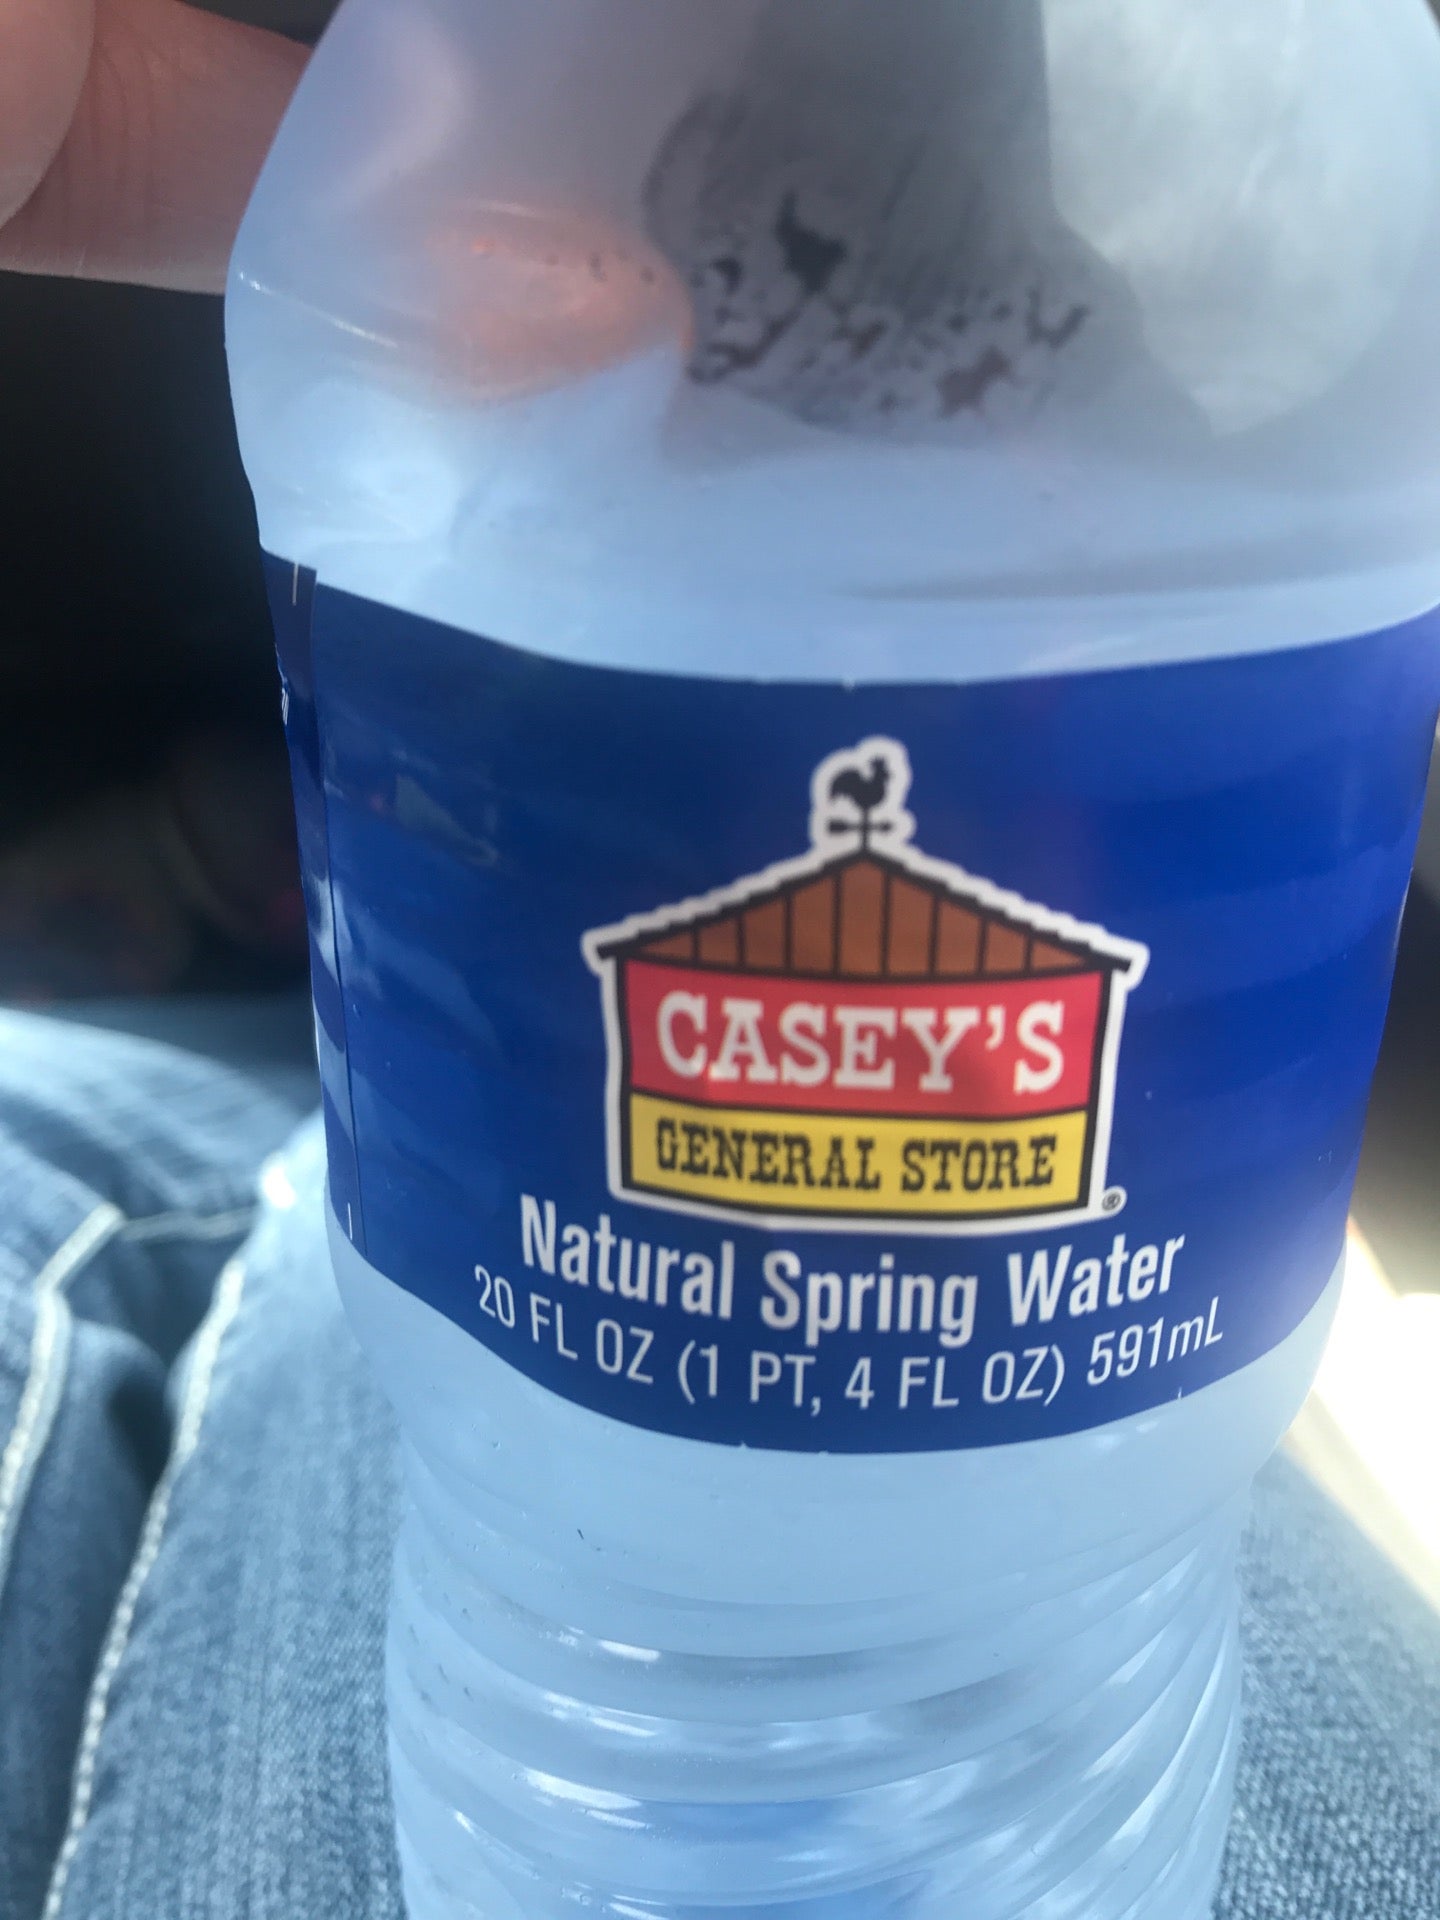 CASEY'S
GENERAL STORE
®
Natural Spring Water
20 FL OZ (1 PT, 4 FL OZ) 591mL